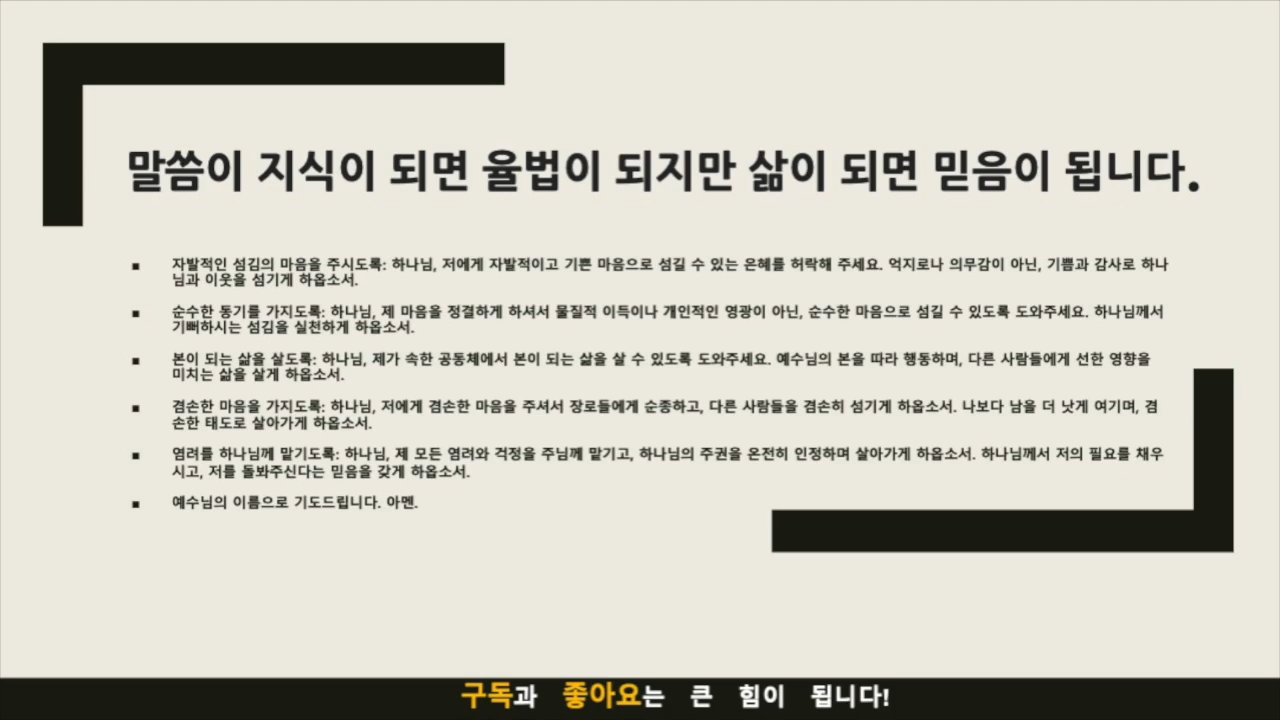 말씀이 지식이 되면 율법이 되지만 삶이 되면 믿음이 됩니다.
▪ 자발적인 섬김의 마음을 주시도록: 하나님, 저에게 자발적이고 기쁜 마음으로 섬길 수 있는 은혜를 허락해 주세요. 억지로나 의무감이 아닌, 기쁨과 감사로 하나
님과 이웃을 섬기게 하옵소서.
▪ 순수한 동기를 가지도록: 하나님, 제 마음을 정결하게 하셔서 물질적 이득이나 개인적인 영광이 아닌, 순수한 마음으로 섬길 수 있도록 도와주세요. 하나님께서
기뻐하시는 섬김을 실천하게 하옵소서.
▪ 본이 되는 삶을 살도록: 하나님, 제가 속한 공동체에서 본이 되는 삶을 살 수 있도록 도와주세요. 예수님의 본을 따라 행동하며, 다른 사람들에게 선한 영향을
미치는 삶을 살게 하옵소서.
▪ 겸손한 마음을 가지도록: 하나님, 저에게 겸손한 마음을 주셔서 장로들에게 순종하고, 다른 사람들을 겸손히 섬기게 하옵소서. 나보다 남을 더 낫게 여기며, 겸
손한 태도로 살아가게 하옵소서.
▪ 염려를 하나님께 맡기도록: 하나님, 제 모든 염려와 걱정을 주님께 맡기고, 하나님의 주권을 온전히 인정하며 살아가게 하옵소서. 하나님께서 저의 필요를 채우
시고, 저를 돌봐주신다는 믿음을 갖게 하옵소서.
▪ 예수님의 이름으로 기도드립니다. 아멘.
구독과 좋아요는 큰 힘이 됩니다!